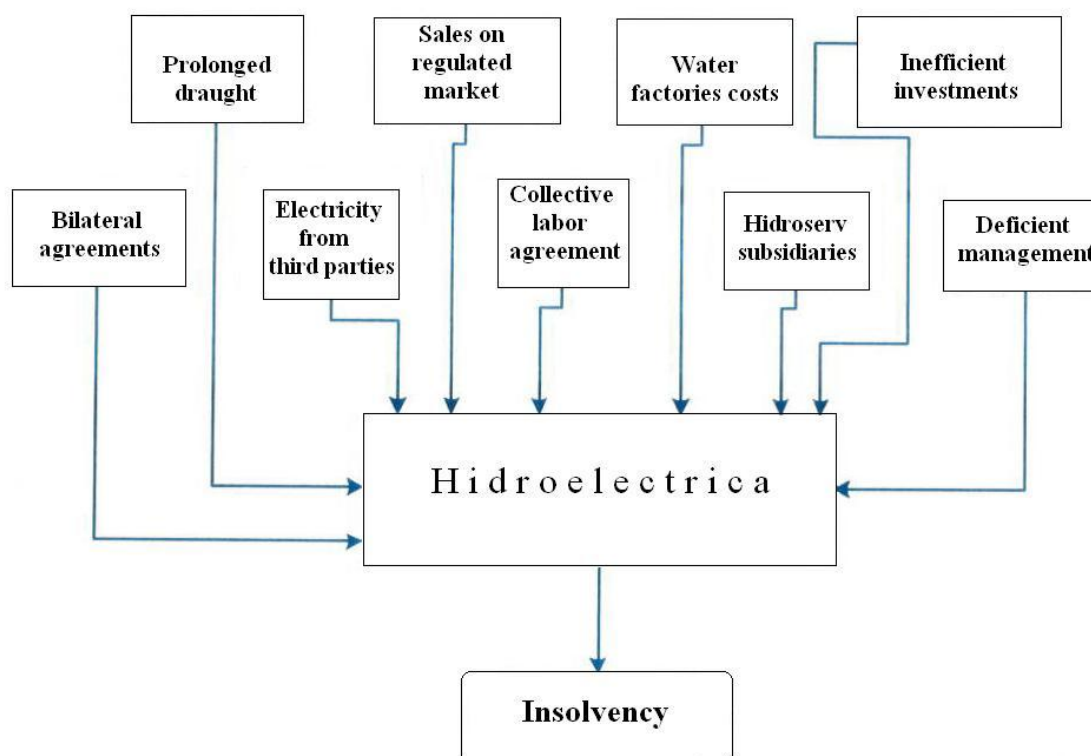 Prolonged
draught
Sales on
regulated
market
Water
factories costs
Inefficient
investments
Bilateral
agreements
Electricity
from
third parties
Collective
labor
agreement
Hidroserv
subsidiaries
Deficient
management
Hidroelectrica
Insolvency